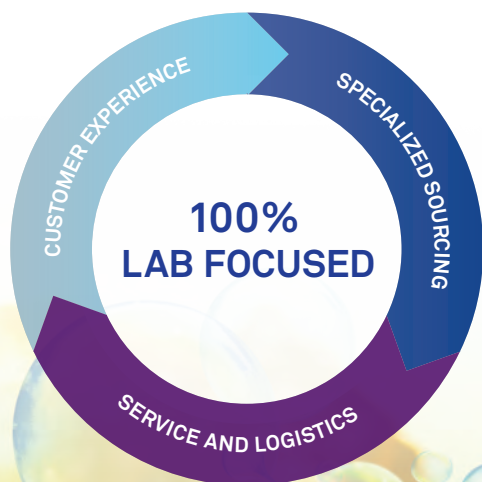 100%
LAB FOCUSED
SPECIALIZED SOURCING
SERVICE AND LOGISTICS
CUSTOMER EXPERIENCE